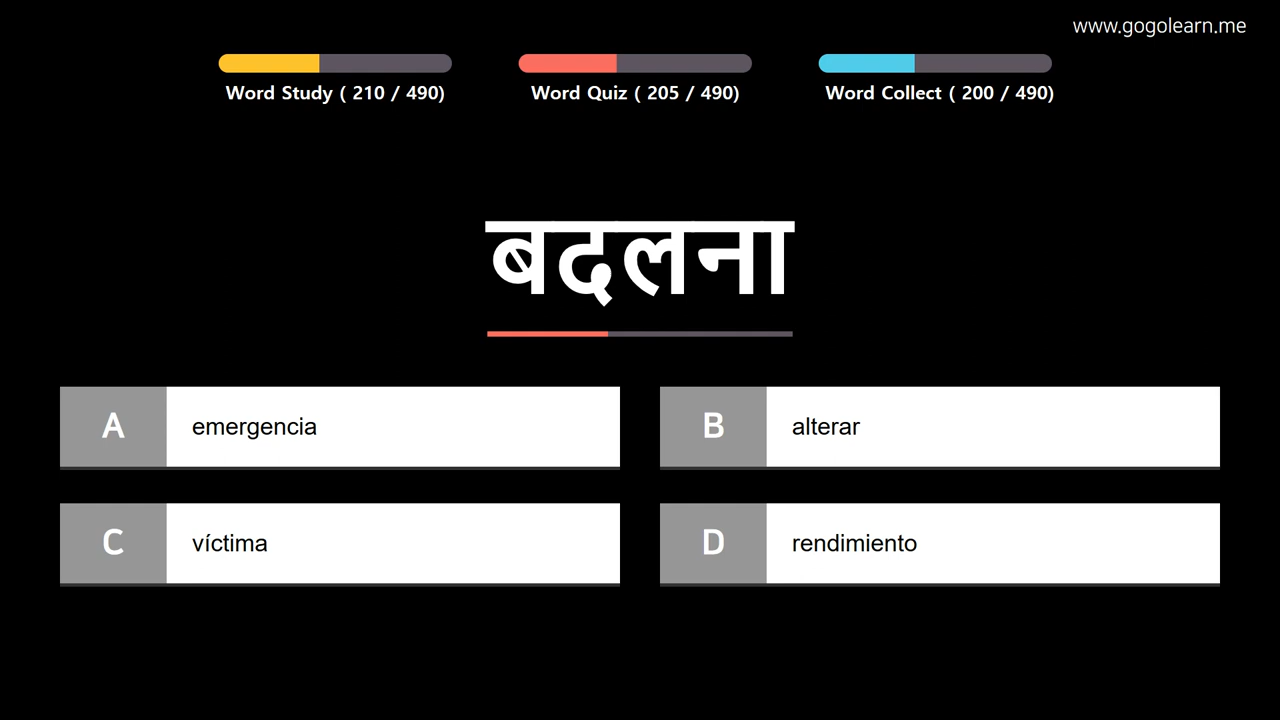 www.gogolearn.me
Word Study ( 210 / 490)
Word Quiz ( 205 / 490)
Word Collect ( 200 / 490)
बदलना
A
emergencia
B
alterar
C
víctima
D
rendimiento